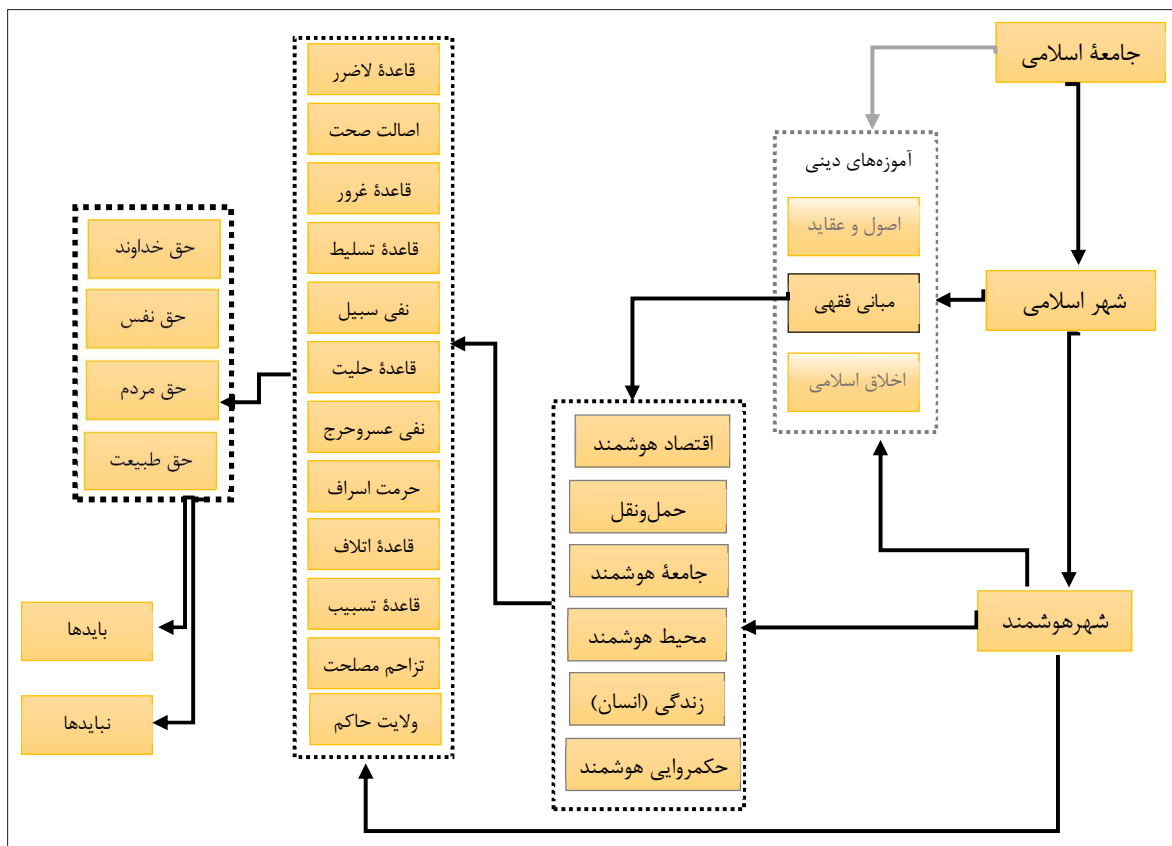 جامعهٔ اسلامی
شهر اسلامی
شهرهوشمند
آموزه‌های دینی
اصول و عقاید
مبانی فقهی
اخلاق اسلامی
اقتصاد هوشمند
حمل‌ونقل
جامعهٔ هوشمند
محیط هوشمند
زندگی (انسان)
حکمروایی هوشمند
قاعدهٔ لاضرر
اصالت صحت
قاعدهٔ غرور
قاعدهٔ تسلیط
نفی سبیل
قاعدهٔ حلیت
نفی عسروحرج
حرمت اسراف
قاعدهٔ اتلاف
قاعدهٔ تسبیب
تزاحم مصلحت
ولایت حاکم
حق خداوند
حق نفس
حق مردم
حق طبیعت
بایدها
نبایدها